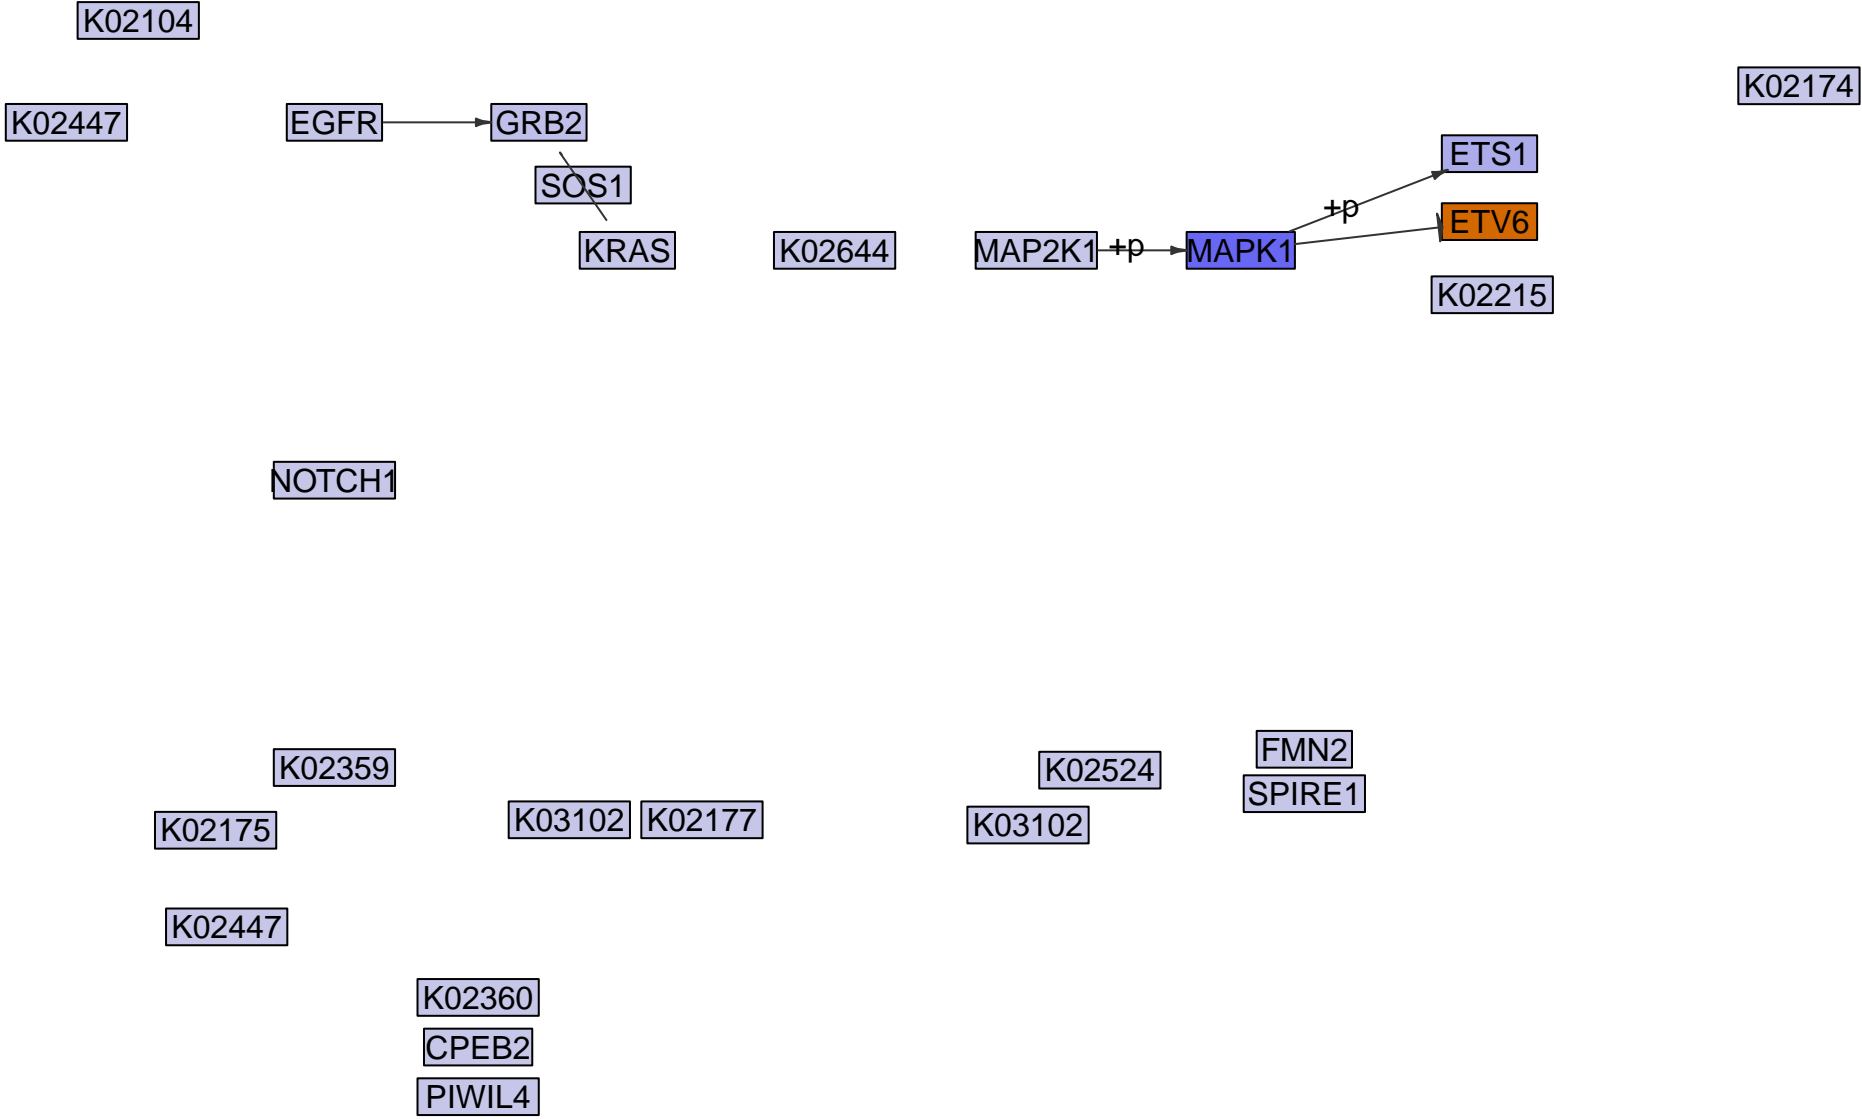 K02104
K02174
K02447
EGFR
GRB2
ETS1
SOS1
+p
ETV6
KRAS
K02644
MAP2K1
+p
MAPK1
K02215
NOTCH1
FMN2
K02359
K02524
SPIRE1
K02175
K03102
K02177
K03102
K02447
K02360
CPEB2
PIWIL4